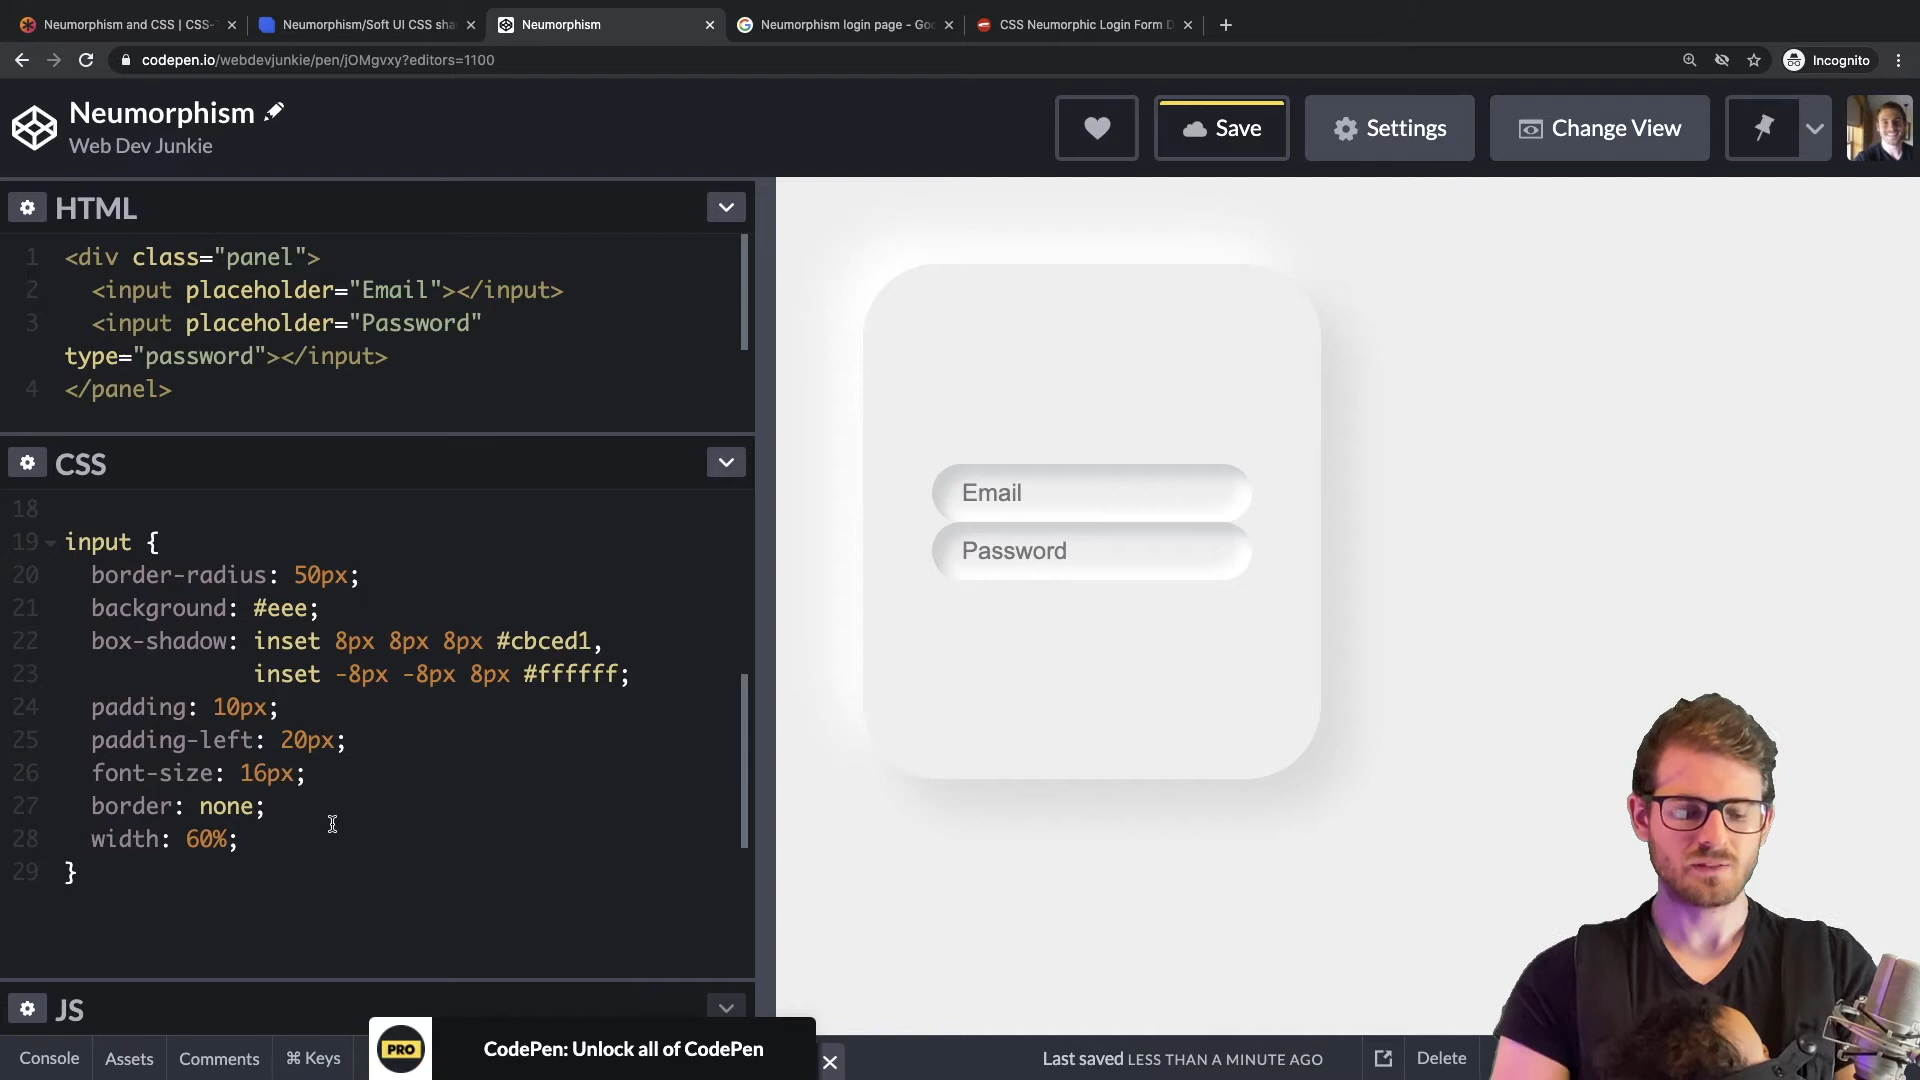 Neumorphism and CSS | CSS-T
Neumorphism/Soft UI CSS sha
Neumorphism
Neumorphism login page - Goo
CSS Neumorphic Login Form D
codepen.io/webdevjunkie/pen/jOMgvxy?editors=1100
Incognito
Neumorphism
Web Dev Junkie
Save
Settings
Change View
HTML
1 <div class="panel">
2 <input placeholder="Email"></input>
3 <input placeholder="Password"
type="password"></input>
4 </panel>
CSS
18
19 input {
20 border-radius: 50px;
21 background: #eee;
22 box-shadow: inset 8px 8px 8px #cbced1,
23 inset -8px -8px 8px #ffffff;
24 padding: 10px;
25 padding-left: 20px;
26 font-size: 16px;
27 border: none;
28 width: 60%;
29 }
Email
Password
JS
Console
Assets
Comments
⌘ Keys
PRO
CodePen: Unlock all of CodePen
Last saved LESS THAN A MINUTE AGO
Delete